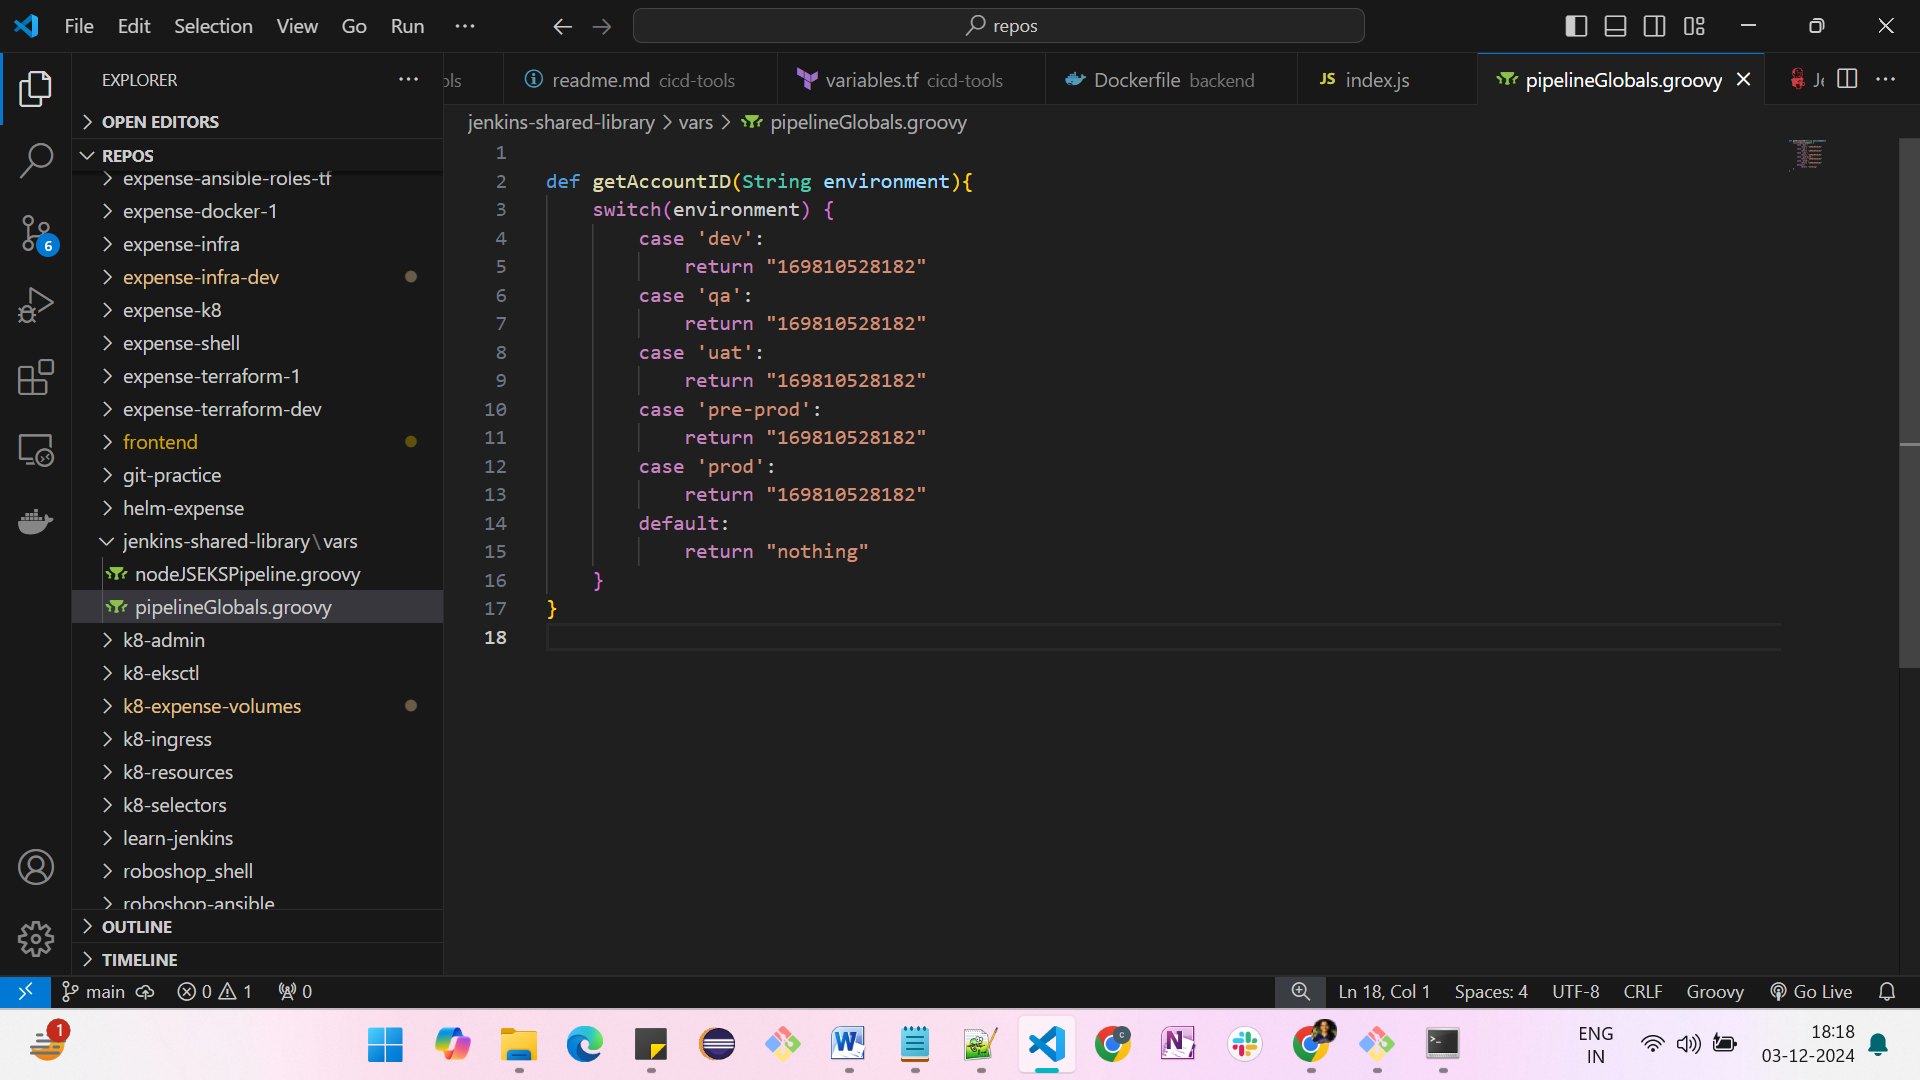 File Edit Selection View Go Run ··· repos
EXPLORER ···
OPEN EDITORS
REPOS
expense-ansible-roles-tf
expense-docker-1
expense-infra
expense-infra-dev
expense-k8
expense-shell
expense-terraform-1
expense-terraform-dev
frontend
git-practice
helm-expense
jenkins-shared-library\vars
nodeJSEKSPipeline.groovy
pipelineGlobals.groovy
k8-admin
k8-eksctl
k8-expense-volumes
k8-ingress
k8-resources
k8-selectors
learn-jenkins
roboshop_shell
roboshop-ansible
OUTLINE
TIMELINE
6
ols readme.md cicd-tools variables.tf cicd-tools Dockerfile backend JS index.js pipelineGlobals.groovy Je
jenkins-shared-library > vars > pipelineGlobals.groovy
1
2 def getAccountID(String environment){
3 switch(environment) {
4 case 'dev':
5 return "169810528182"
6 case 'qa':
7 return "169810528182"
8 case 'uat':
9 return "169810528182"
10 case 'pre-prod':
11 return "169810528182"
12 case 'prod':
13 return "169810528182"
14 default:
15 return "nothing"
16 }
17 }
18
main 0 1 0 Ln 18, Col 1 Spaces: 4 UTF-8 CRLF Groovy Go Live
1 ENG 18:18
IN 03-12-2024